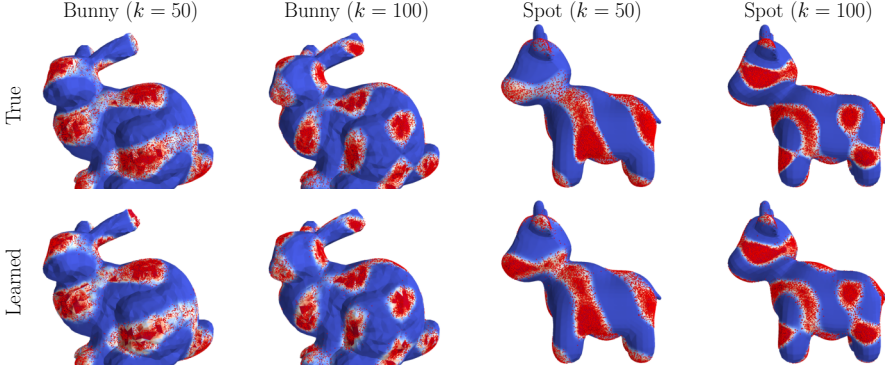 Bunny (k = 50)
Bunny (k = 100)
Spot (k = 50)
Spot (k = 100)
True
Learned